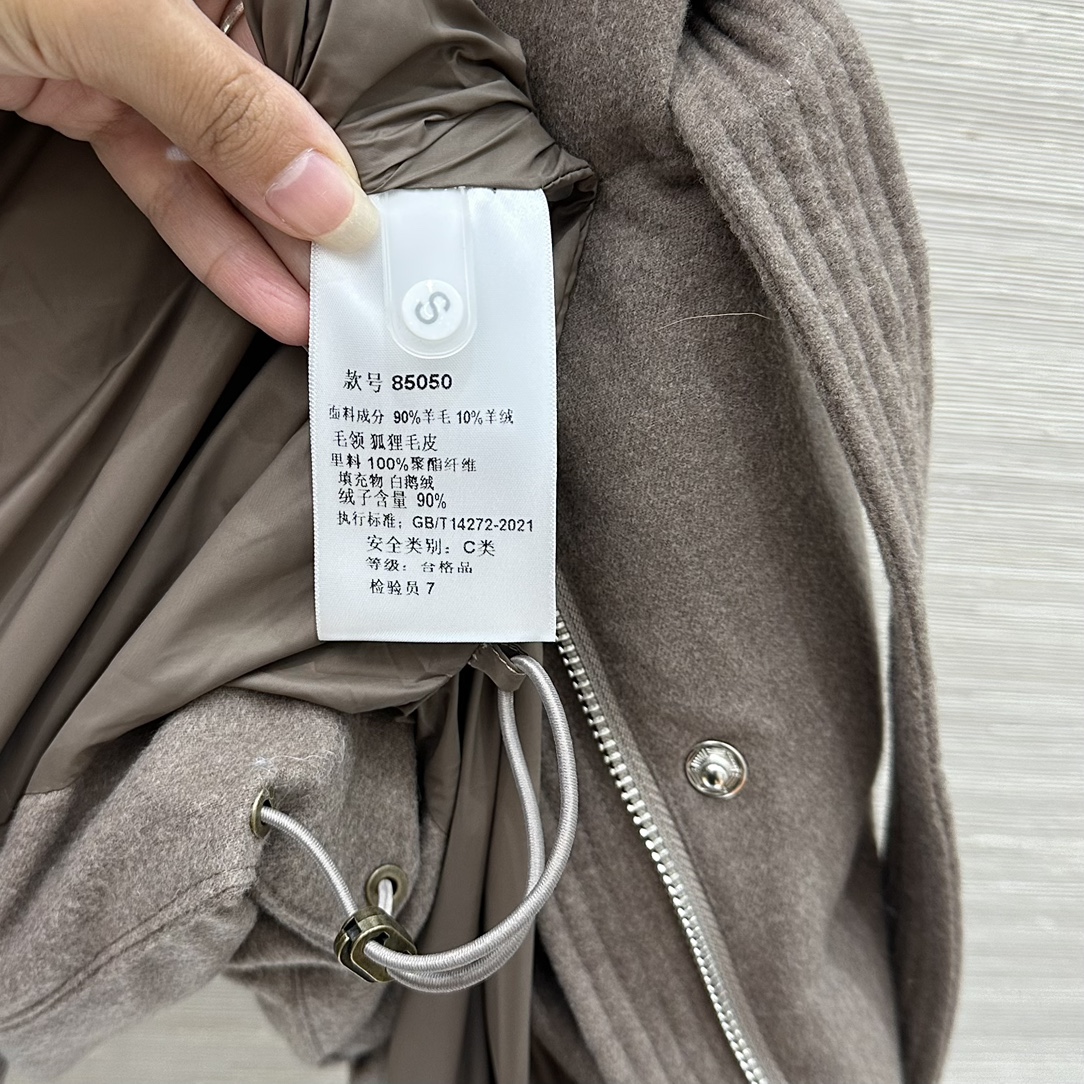 S
款号 85050
面料成分 90%羊毛 10%羊绒
毛领 狐狸毛皮
里料 100%聚酯纤维
填充物 白鹅绒
绒子含量 90%
执行标准：GB/T14272-2021
安全类别：C类
等级：合格品
检验员 7